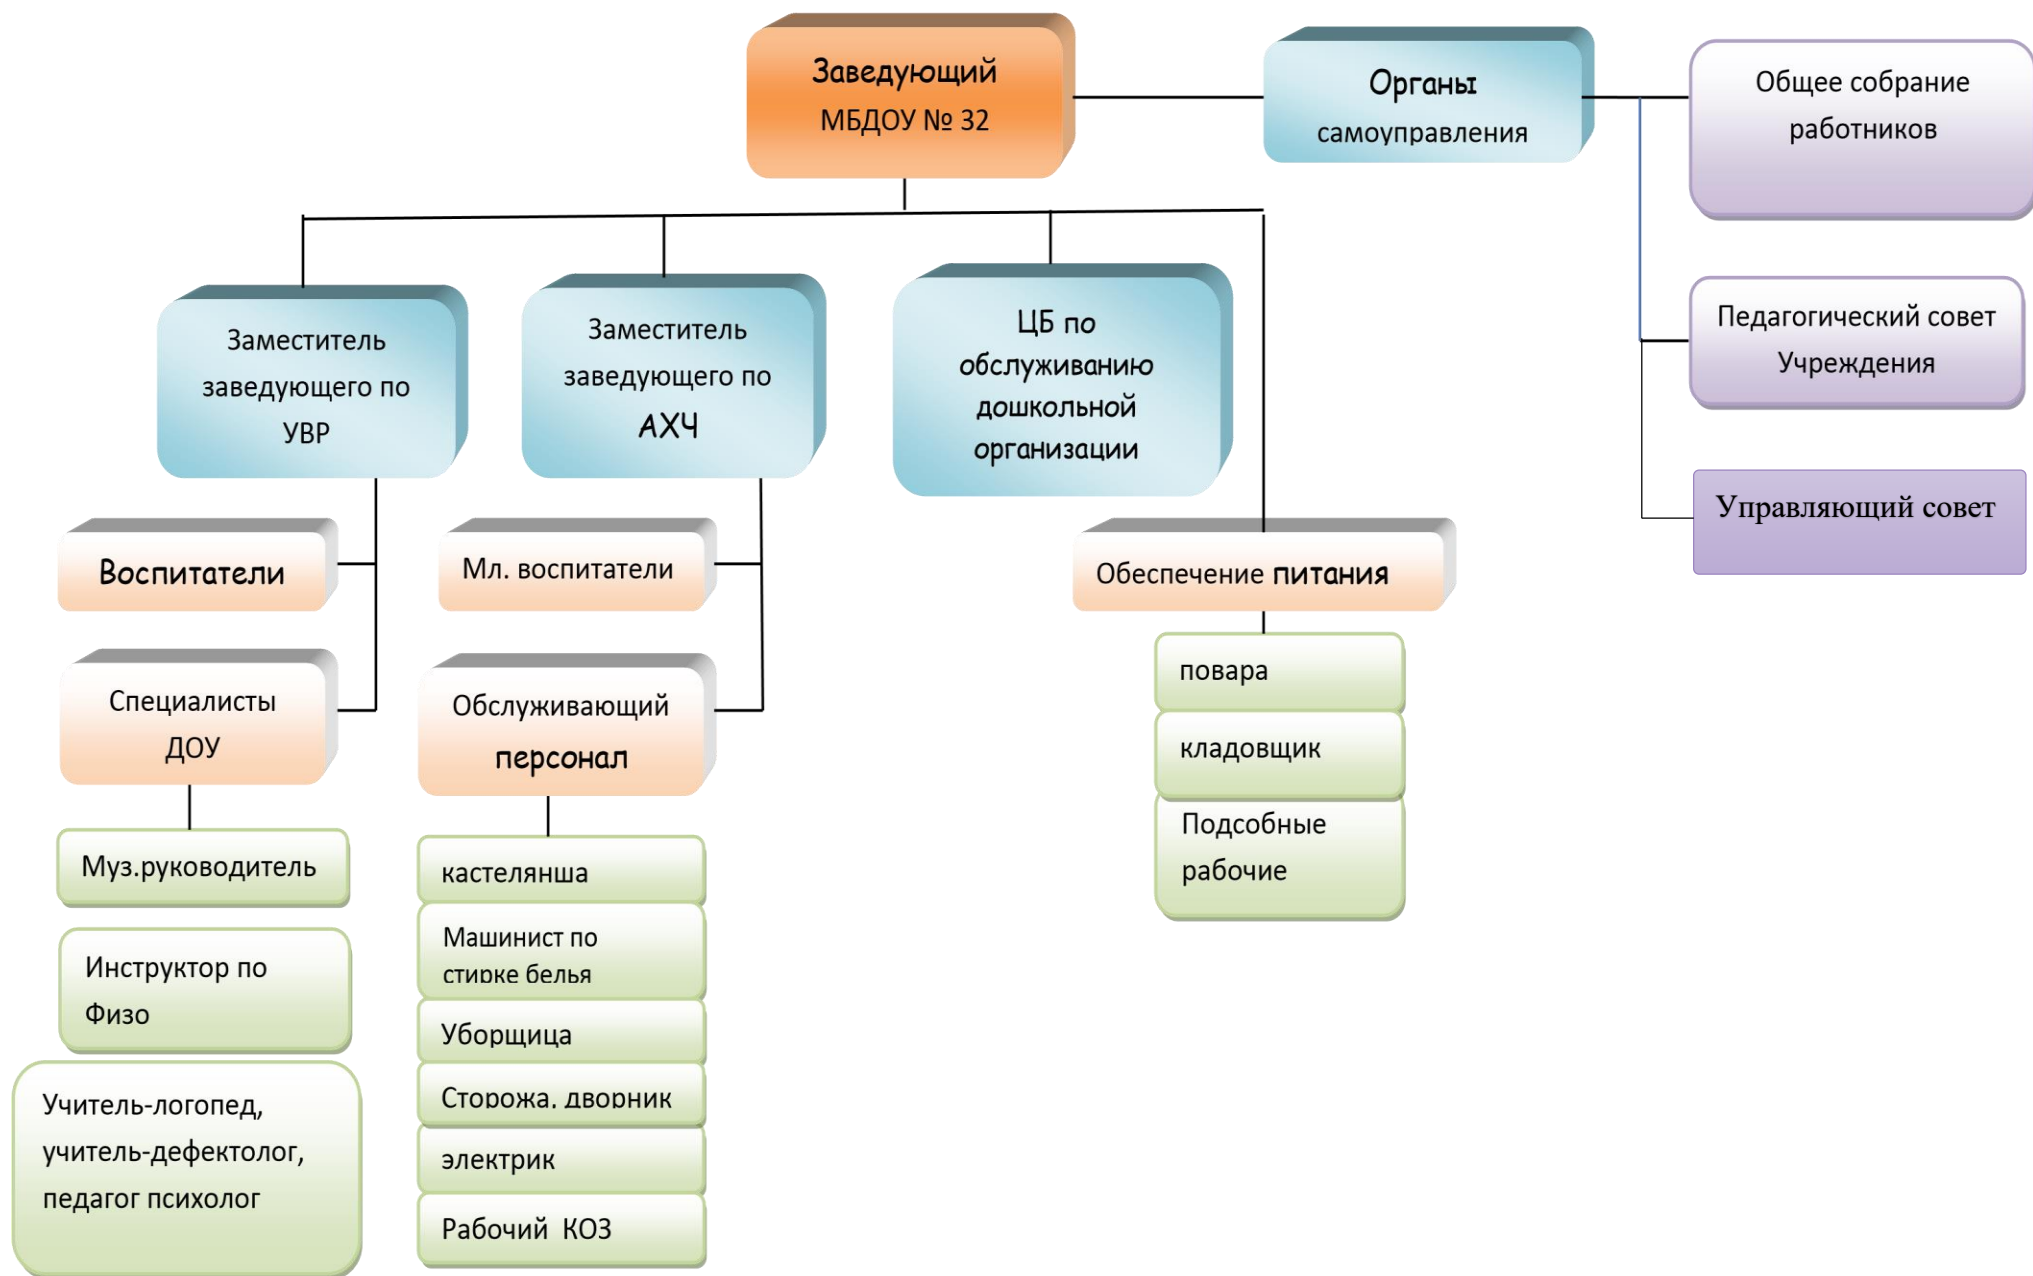 Заведующий
МБДОУ № 32
Органы
самоуправления
Общее собрание
работников
Педагогический совет
Учреждения
Управляющий совет
Заместитель
заведующего по
УВР
Заместитель
заведующего по
АХЧ
ЦБ по
обслуживанию
дошкольной
организации
Воспитатели
Мл. воспитатели
Обеспечение питания
Специалисты
ДОУ
Обслуживающий
персонал
повара
кладовщик
Подсобные
рабочие
Муз.руководитель
Инструктор по
Физо
Учитель-логопед,
учитель-дефектолог,
педагог психолог
кастелянша
Машинист по
стирке белья
Уборщица
Сторожа, дворник
электрик
Рабочий КОЗ